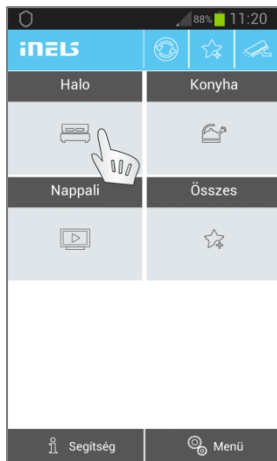 88% 11:20
iNELS
Halo Konyha
Nappali Összes
Segítség Menü